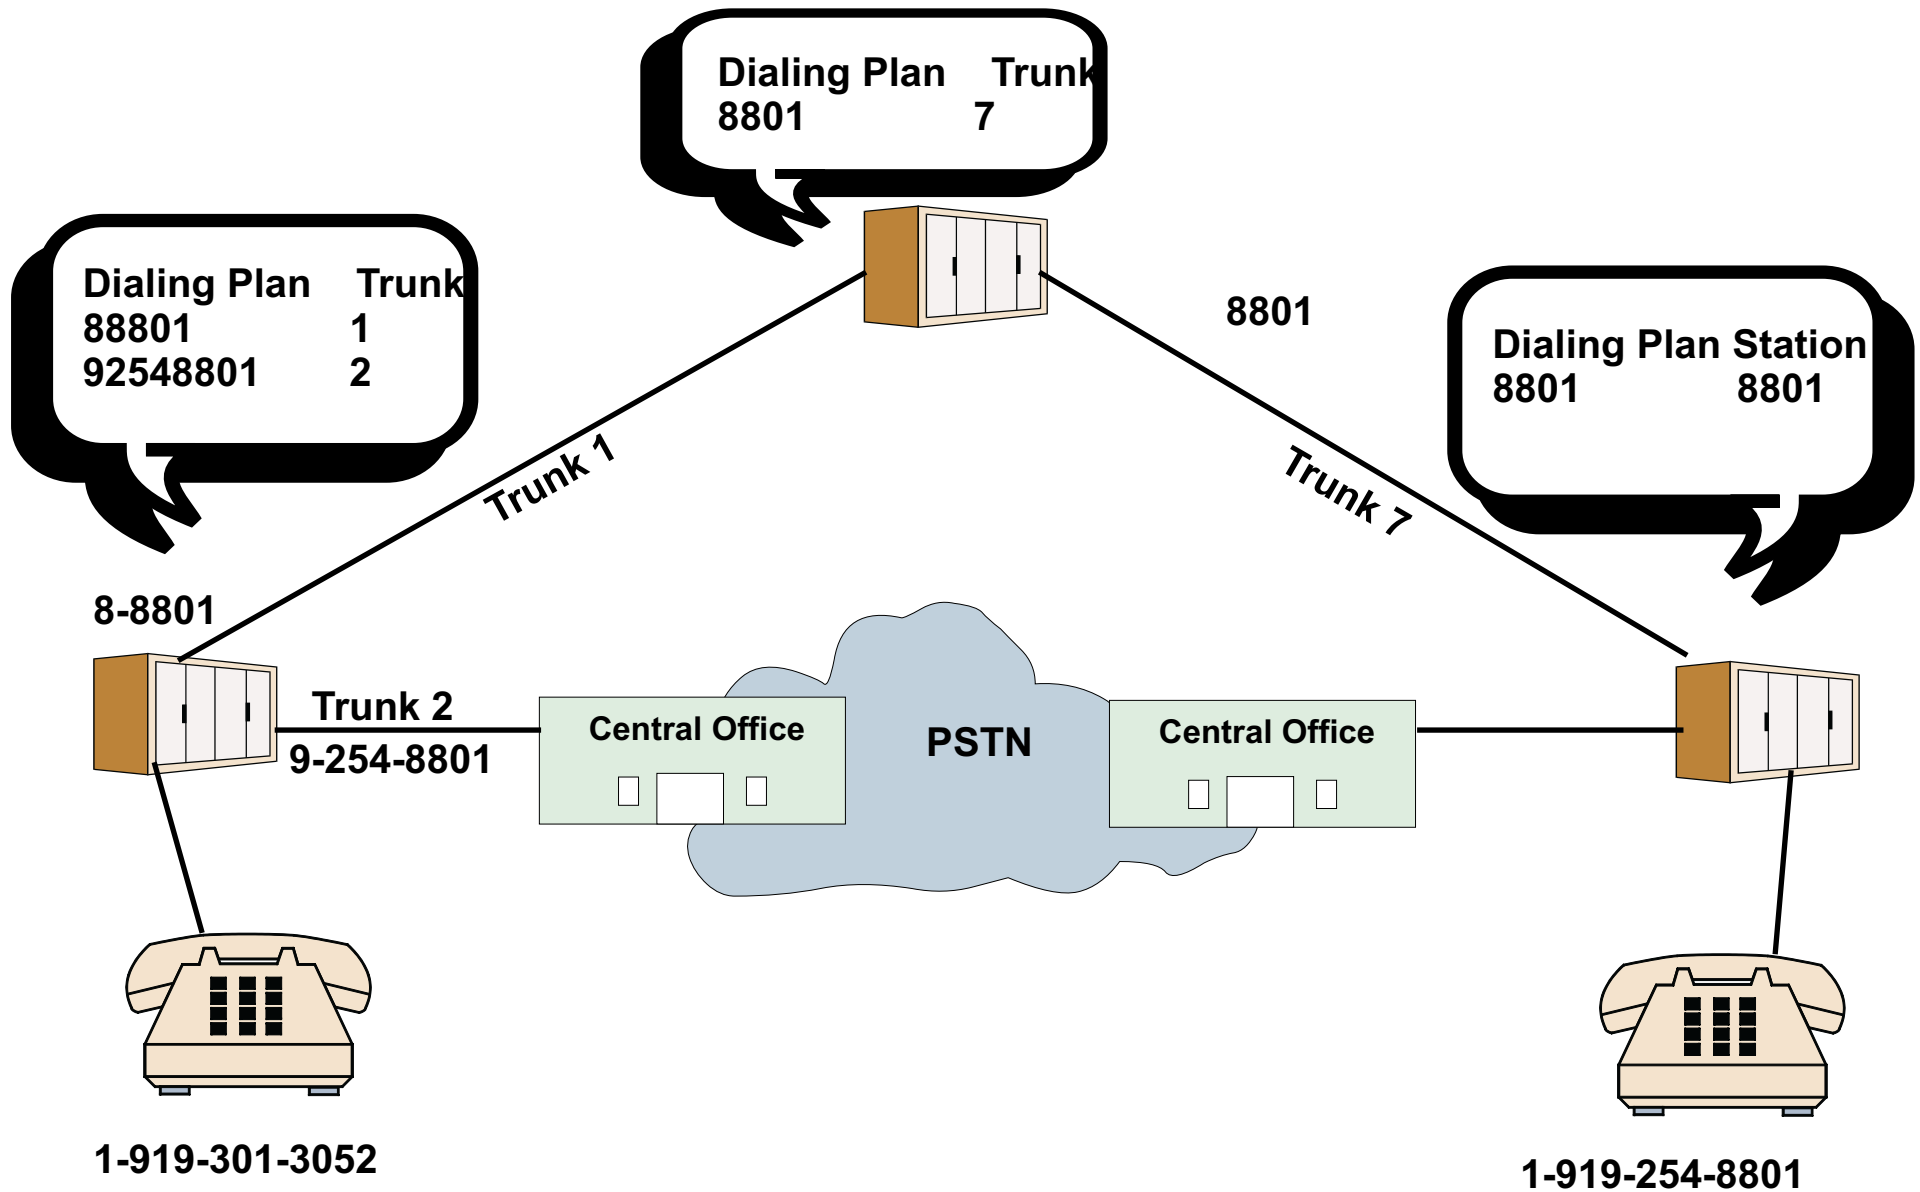 Dialing Plan Trunk
8801 7
Dialing Plan Trunk
88801 1
92548801 2
8801
Dialing Plan Station
8801 8801
Trunk 1
Trunk 7
8-8801
Trunk 2
9-254-8801
Central Office
PSTN
Central Office
1-919-301-3052
1-919-254-8801